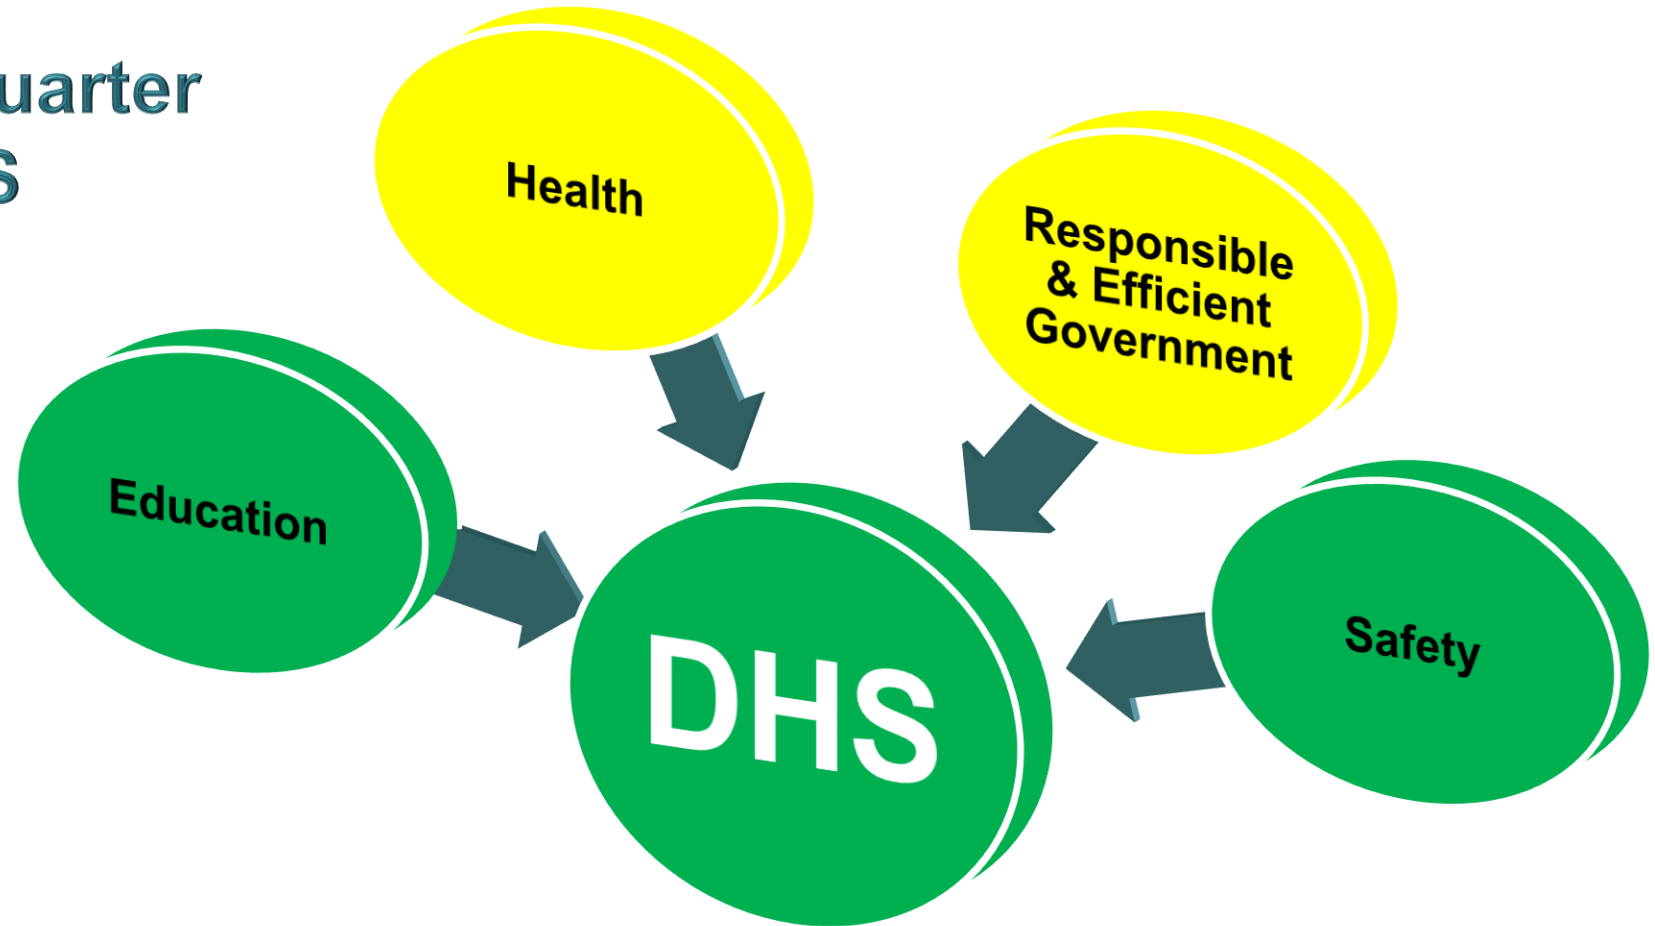 uarter
S
Health
Responsible
& Efficient
Government
Education
Safety
DHS